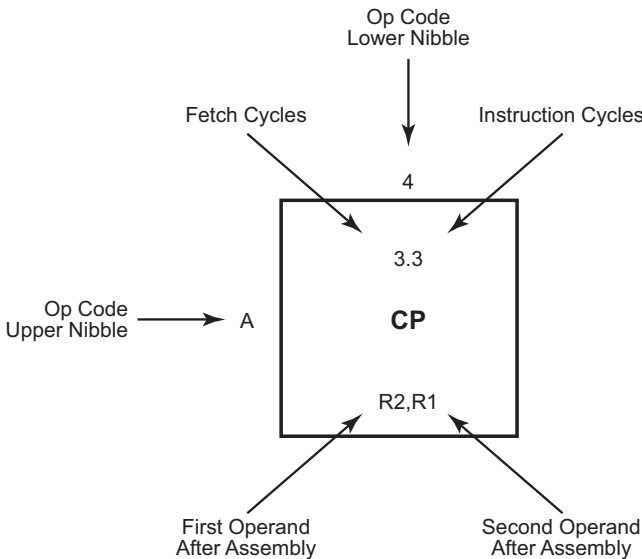 Op Code
Lower Nibble
Fetch Cycles
Instruction Cycles
4
3.3
Op Code
Upper Nibble
A
CP
R2,R1
First Operand
After Assembly
Second Operand
After Assembly